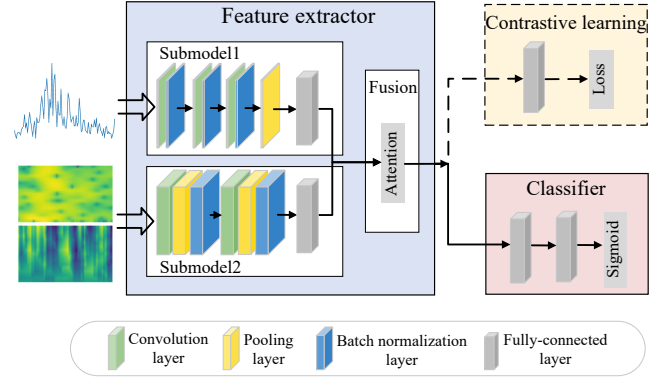 Feature extractor
Contrastive learning
Submodel1
Fusion
Loss
Attention
Classifier
Submodel2
Sigmoid
Convolution
layer
Pooling
layer
Batch normalization
layer
Fully-connected
layer